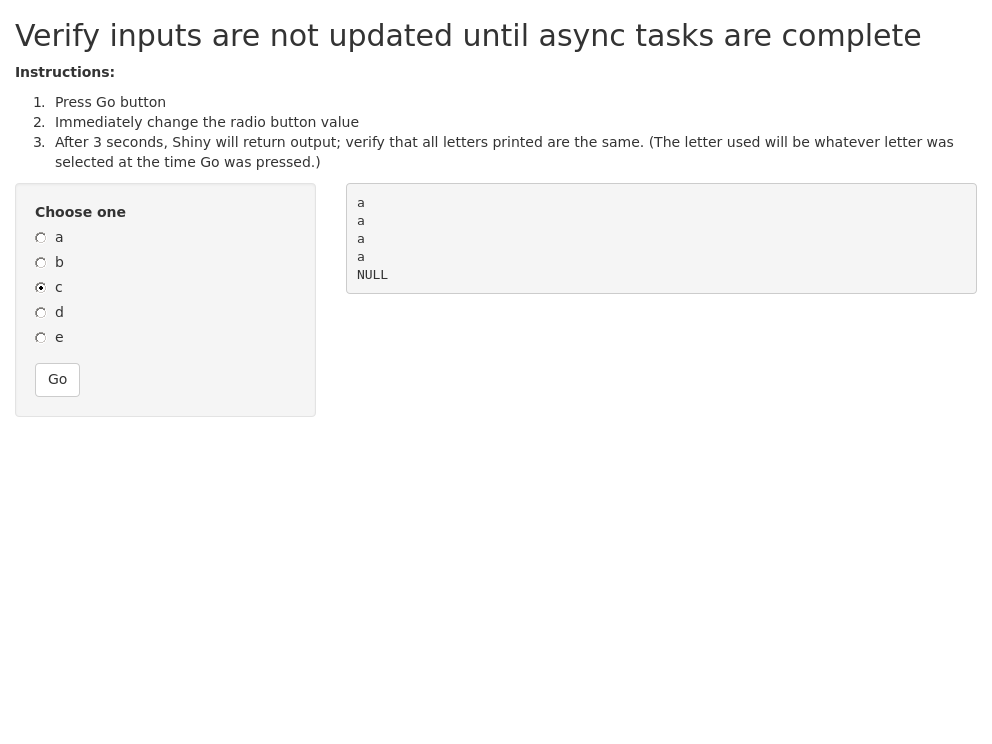 Verify inputs are not updated until async tasks are complete
Instructions:
1. Press Go button
2. Immediately change the radio button value
3. After 3 seconds, Shiny will return output; verify that all letters printed are the same. (The letter used will be whatever letter was
selected at the time Go was pressed.)
Choose one
a
b
c
d
e
Go
a
a
a
a
NULL